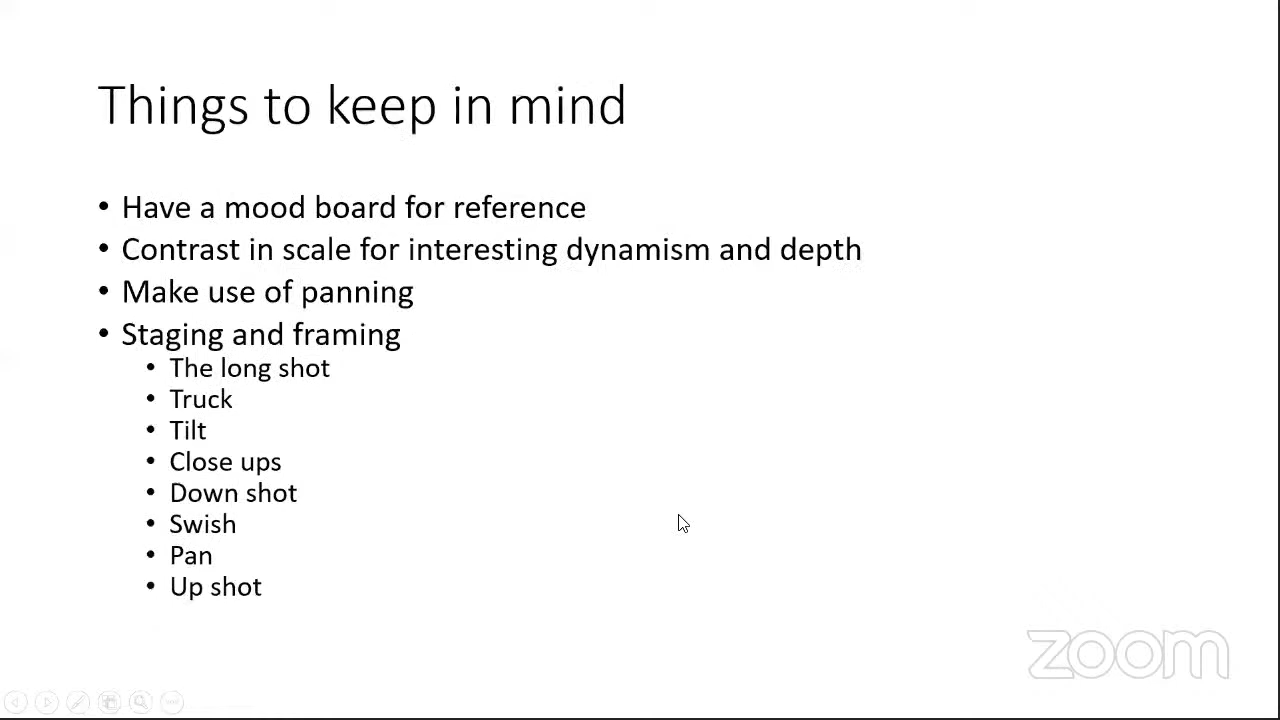 Things to keep in mind
• Have a mood board for reference
• Contrast in scale for interesting dynamism and depth
• Make use of panning
• Staging and framing
• The long shot
• Truck
• Tilt
• Close ups
• Down shot
• Swish
• Pan
• Up shot
zoom